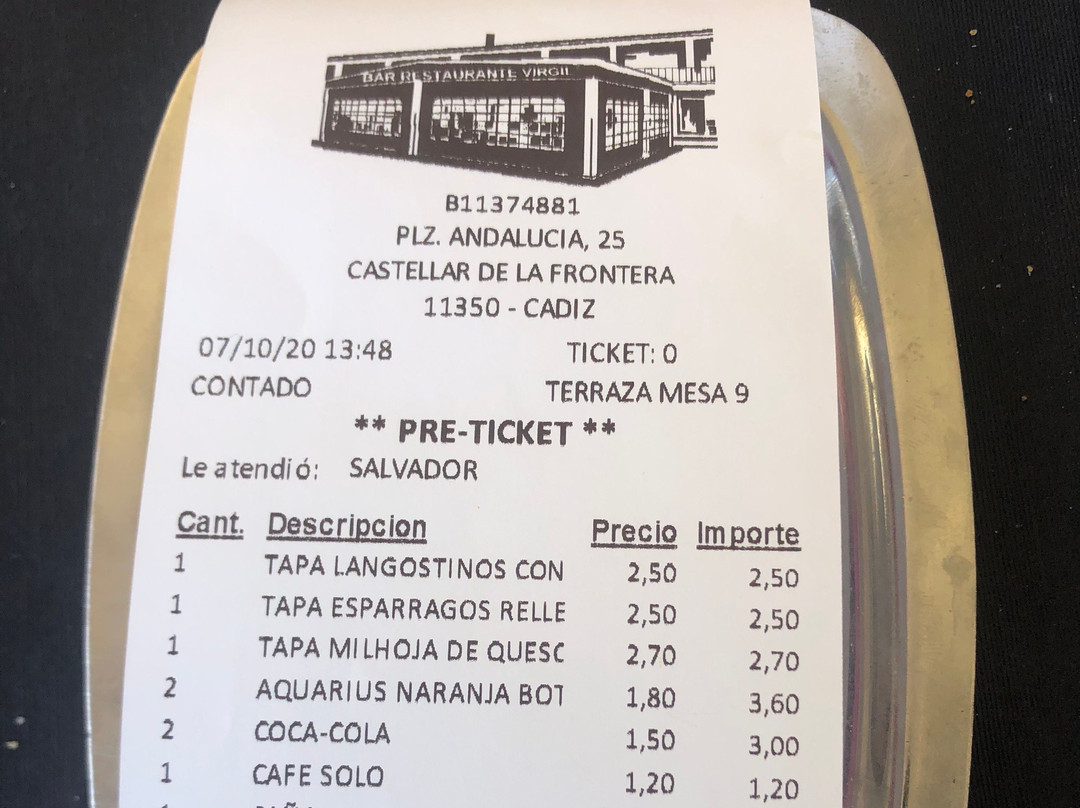 BAR RESTAURANTE VIRGI
B11374881
PLZ. ANDALUCIA, 25
CASTELLAR DE LA FRONTERA
11350 - CADIZ
07/10/20 13:48 TICKET: 0
CONTADO TERRAZA MESA 9
** PRE-TICKET **
Le atendió: SALVADOR
Cant. Descripcion Precio Importe
1 TAPA LANGOSTINOS CON 2,50 2,50
1 TAPA ESPARRAGOS RELLE 2,50 2,50
1 TAPA MILHOJA DE QUESC 2,70 2,70
2 AQUARIUS NARANJA BOT 1,80 3,60
2 COCA-COLA 1,50 3,00
1 CAFE SOLO 1,20 1,20